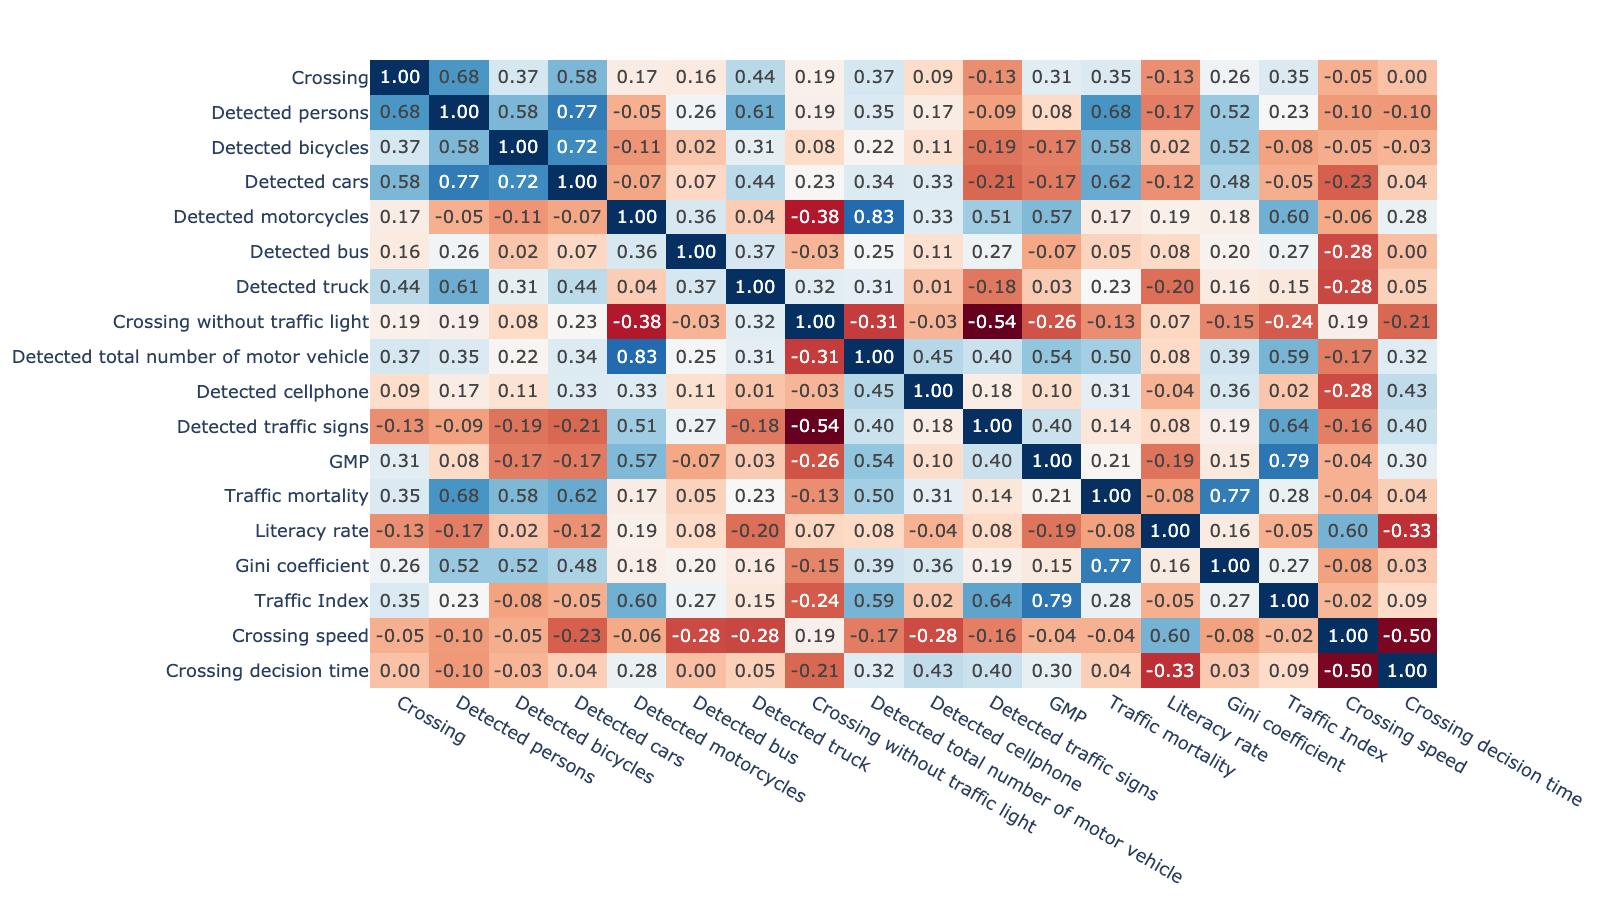 Crossing 1.00 0.68 0.37 0.58 0.17 0.16 0.44 0.19 0.37 0.09 -0.13 0.31 0.35 -0.13 0.26 0.35 -0.05 0.00
Detected persons 0.68 1.00 0.58 0.77 -0.05 0.26 0.61 0.19 0.35 0.17 -0.09 0.08 0.68 -0.17 0.52 0.23 -0.10 -0.10
Detected bicycles 0.37 0.58 1.00 0.72 -0.11 0.02 0.31 0.08 0.22 0.11 -0.19 -0.17 0.58 0.02 0.52 -0.08 -0.05 -0.03
Detected cars 0.58 0.77 0.72 1.00 -0.07 0.07 0.44 0.23 0.34 0.33 -0.21 -0.17 0.62 -0.12 0.48 -0.05 -0.23 0.04
Detected motorcycles 0.17 -0.05 -0.11 -0.07 1.00 0.36 0.04 -0.38 0.83 0.33 0.51 0.57 0.17 0.19 0.18 0.60 -0.06 0.28
Detected bus 0.16 0.26 0.02 0.07 0.36 1.00 0.37 -0.03 0.25 0.11 0.27 -0.07 0.05 0.08 0.20 0.27 -0.28 0.00
Detected truck 0.44 0.61 0.31 0.44 0.04 0.37 1.00 0.32 0.31 0.01 -0.18 0.03 0.23 -0.20 0.16 0.15 -0.28 0.05
Crossing without traffic light 0.19 0.19 0.08 0.23 -0.38 -0.03 0.32 1.00 -0.31 -0.03 -0.54 -0.26 -0.13 0.07 -0.15 -0.24 0.19 -0.21
Detected total number of motor vehicle 0.37 0.35 0.22 0.34 0.83 0.25 0.31 -0.31 1.00 0.45 0.40 0.54 0.50 0.08 0.39 0.59 -0.17 0.32
Detected cellphone 0.09 0.17 0.11 0.33 0.33 0.11 0.01 -0.03 0.45 1.00 0.18 0.10 0.31 -0.04 0.36 0.02 -0.28 0.43
Detected traffic signs -0.13 -0.09 -0.19 -0.21 0.51 0.27 -0.18 -0.54 0.40 0.18 1.00 0.40 0.14 0.08 0.19 0.64 -0.16 0.40
GMP 0.31 0.08 -0.17 -0.17 0.57 -0.07 0.03 -0.26 0.54 0.10 0.40 1.00 0.21 -0.19 0.15 0.79 -0.04 0.30
Traffic mortality 0.35 0.68 0.58 0.62 0.17 0.05 0.23 -0.13 0.50 0.31 0.14 0.21 1.00 -0.08 0.77 0.28 -0.04 0.04
Literacy rate -0.13 -0.17 0.02 -0.12 0.19 0.08 -0.20 0.07 0.08 -0.04 0.08 -0.19 -0.08 1.00 0.16 -0.05 0.60 -0.33
Gini coefficient 0.26 0.52 0.52 0.48 0.18 0.20 0.16 -0.15 0.39 0.36 0.19 0.15 0.77 0.16 1.00 0.27 -0.08 0.03
Traffic Index 0.35 0.23 -0.08 -0.05 0.60 0.27 0.15 -0.24 0.59 0.02 0.64 0.79 0.28 -0.05 0.27 1.00 -0.02 0.09
Crossing speed -0.05 -0.10 -0.05 -0.23 -0.06 -0.28 -0.28 0.19 -0.17 -0.28 -0.16 -0.04 -0.04 0.60 -0.08 -0.02 1.00 -0.50
Crossing decision time 0.00 -0.10 -0.03 0.04 0.28 0.00 0.05 -0.21 0.32 0.43 0.40 0.30 0.04 -0.33 0.03 0.09 -0.50 1.00
Crossing
Detected persons
Detected bicycles
Detected cars
Detected motorcycles
Detected bus
Detected truck
Crossing without traffic light
Detected total number of motor vehicle
Detected cellphone
Detected traffic signs
GMP
Traffic mortality
Literacy rate
Gini coefficient
Traffic Index
Crossing speed
Crossing decision time